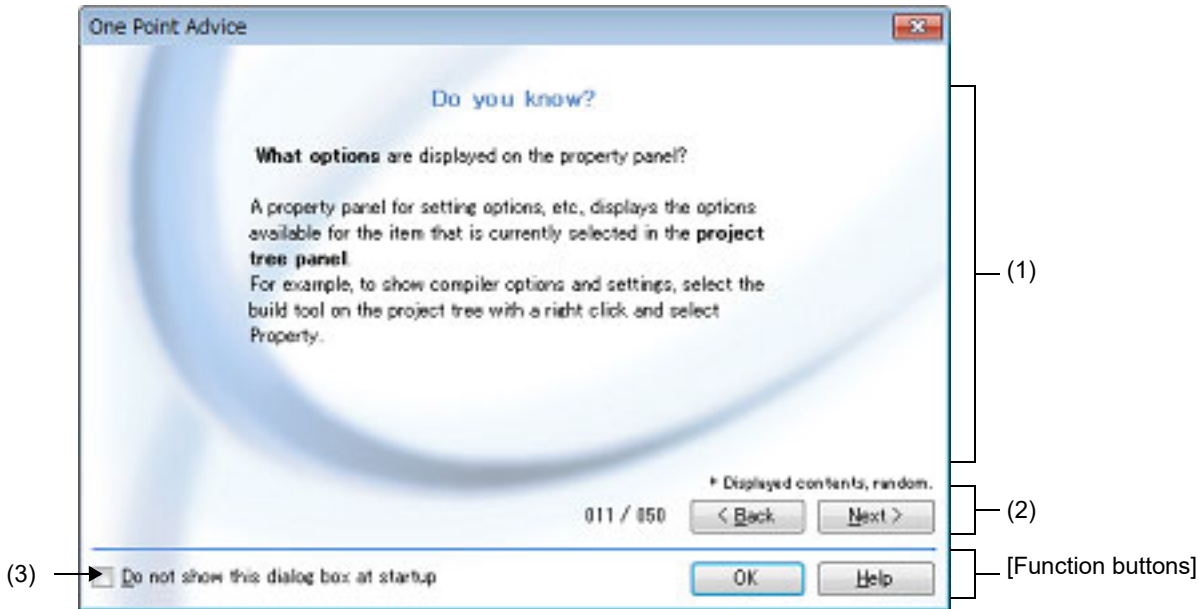 One Point Advice
Do you know?
What options are displayed on the property panel?
A property panel for setting options, etc., displays the options
available for the item that is currently selected in the project
tree panel.
For example, to show compiler options and settings, select the
build tool on the project tree with a right click and select
Property.
(1)
* Displayed contents, random.
011 / 050
< Back
Next >
(2)
(3)
Do not show this dialog box at startup
OK
Help
[Function buttons]